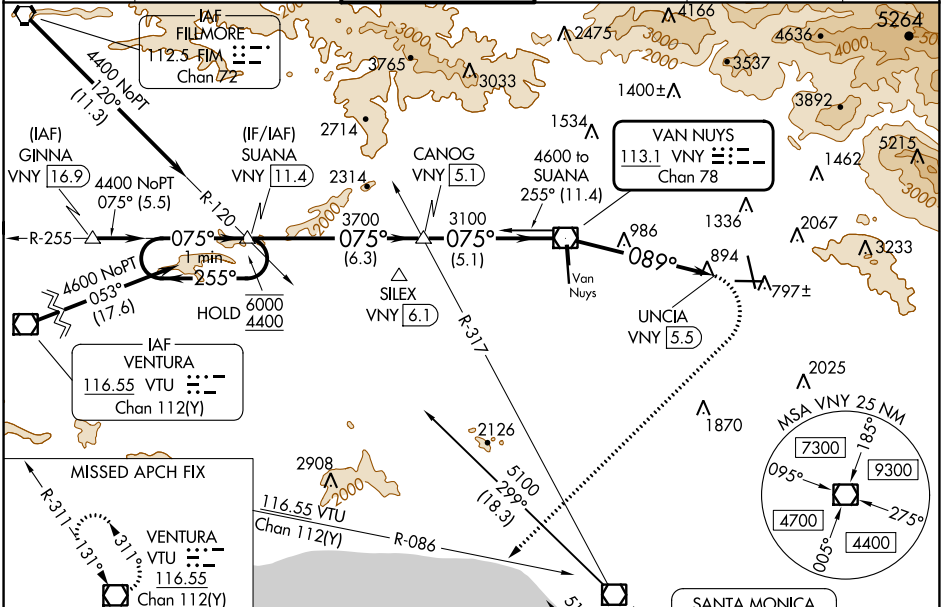 IAF
FILLMORE
112.5 FIM
Chan 72
4400 NoPT
120°
(11.3)
4166
2475
3000
2000
4636
5264
4000
3765
3033
3537
1400±
3892
2714
1534
VAN NUYS
113.1 VNY
Chan 78
5215
1462
(IAF)
GINNA
VNY 16.9
(IF/IAF)
SUANA
VNY 11.4
CANOG
VNY 5.1
4600 to
SUANA
255° (11.4)
2314
2000
4400 NoPT
075° (5.5)
R-120
1336
2067
R-255
075°
3700
075°
(6.3)
3100
075°
(5.1)
986
089°
894
3233
1 min
255°
4600 NoPT
053°
(17.6)
HOLD
6000
4400
SILEX
VNY 6.1
Van
Nuys
797±
UNCIA
VNY 5.5
R-317
IAF
VENTURA
116.55 VTU
Chan 112(Y)
2025
1870
2126
MSA VNY 25 NM
185°
7300
9300
095°
275°
4700
4400
005°
2908
2000
5100
299°
(18.3)
116.55 VTU
Chan 112(Y)
R-086
MISSED APCH FIX
R-311
131°
311°
VENTURA
VTU
116.55
Chan 112(Y)
SANTA MONICA